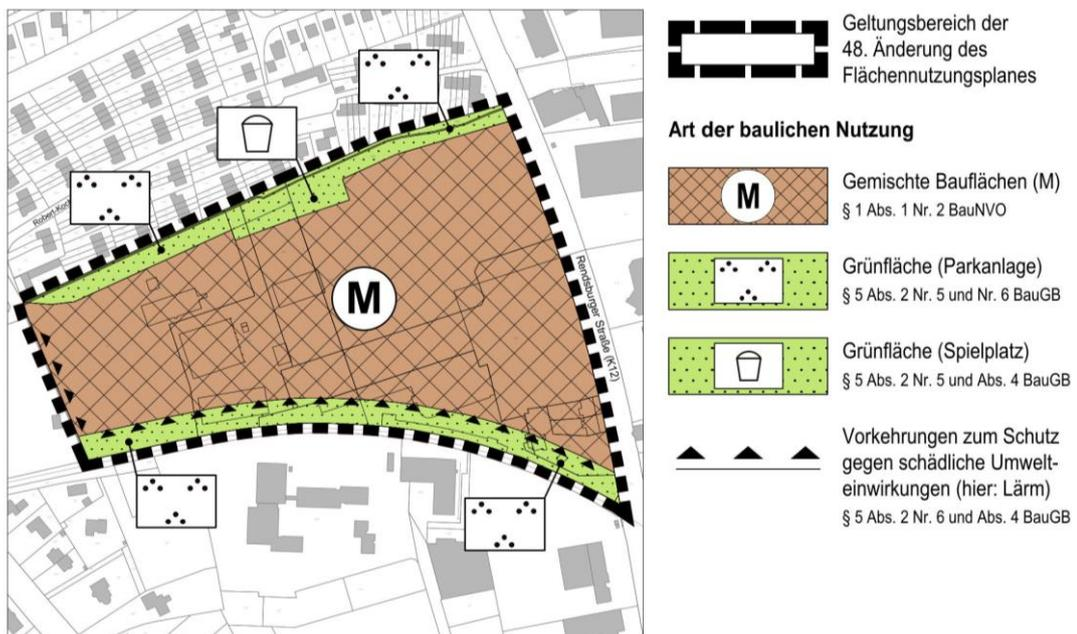 Robert-Koc
M
Rendsburger Straße (K12)
Geltungsbereich der
48. Änderung des
Flächennutzungsplanes
Art der baulichen Nutzung
M
Gemischte Bauflächen (M)
§ 1 Abs. 1 Nr. 2 BauNVO
Grünfläche (Parkanlage)
§ 5 Abs. 2 Nr. 5 und Nr. 6 BauGB
Grünfläche (Spielplatz)
§ 5 Abs. 2 Nr. 5 und Abs. 4 BauGB
Vorkehrungen zum Schutz
gegen schädliche Umwelt-
einwirkungen (hier: Lärm)
§ 5 Abs. 2 Nr. 6 und Abs. 4 BauGB